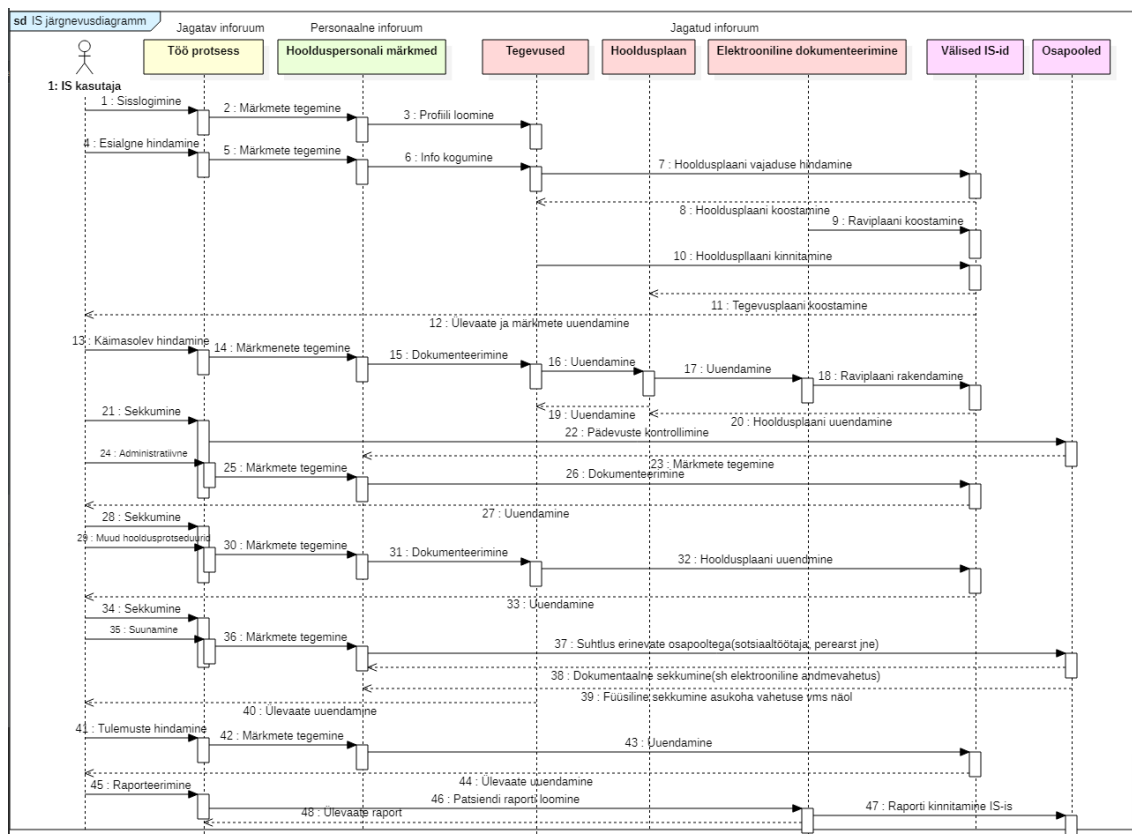 sd IS järgnevusdiagramm
Jagatav inforuum
Personaalne inforuum
Jagatud inforuum
Töö protsess
Hoolduspersonali märkmed
Tegevused
Hooldusplaan
Elektrooniline dokumenteerimine
Välised IS-id
Osapooled
1: IS kasutaja
1 : Sisslogimine
2 : Märkmete tegemine
3 : Profiili loomine
4 : Esialgne hindamine
5 : Märkmete tegemine
6 : Info kogumine
7 : Hooldusplaani vajaduse hindamine
8 : Hooldusplaani koostamine
9 : Raviplaani koostamine
10 : Hoolduspllaani kinnitamine
11 : Tegevusplaani koostamine
12 : Ülevaate ja märkmete uuendamine
13 : Käimasolev hindamine
14 : Märkmenete tegemine
15 : Dokumenteerimine
16 : Uuendamine
17 : Uuendamine
18 : Raviplaani rakendamine
19 : Uuendamine
20 : Hooldusplaani uuendamine
21 : Sekkumine
22 : Pädevuste kontrollimine
23 : Märkmete tegemine
24 : Administratiivne
25 : Märkmete tegemine
26 : Dokumenteerimine
27 : Uuendamine
28 : Sekkumine
29 : Muud hooldusprotseduurid
30 : Märkmete tegemine
31 : Dokumenteerimine
32 : Hooldusplaani uuendmine
33 : Uuendamine
34 : Sekkumine
35 : Suunamine
36 : Märkmete tegemine
37 : Suhtlus erinevate osapooltega(sotsiaaltöötaja, perearst jne)
38 : Dokumentaalne sekkumine(sh elektrooniline andmevahetus)
39 : Füüsiline sekkumine asukoha vahetuse vms näol
40 : Ülevaate uuendamine
41 : Tulemuste hindamine
42 : Märkmete tegemine
43 : Uuendamine
44 : Ülevaate uuendamine
45 : Raporteerimine
46 : Patsiendi raporti loomine
47 : Raporti kinnitamine IS-is
48 : Ülevaate raport